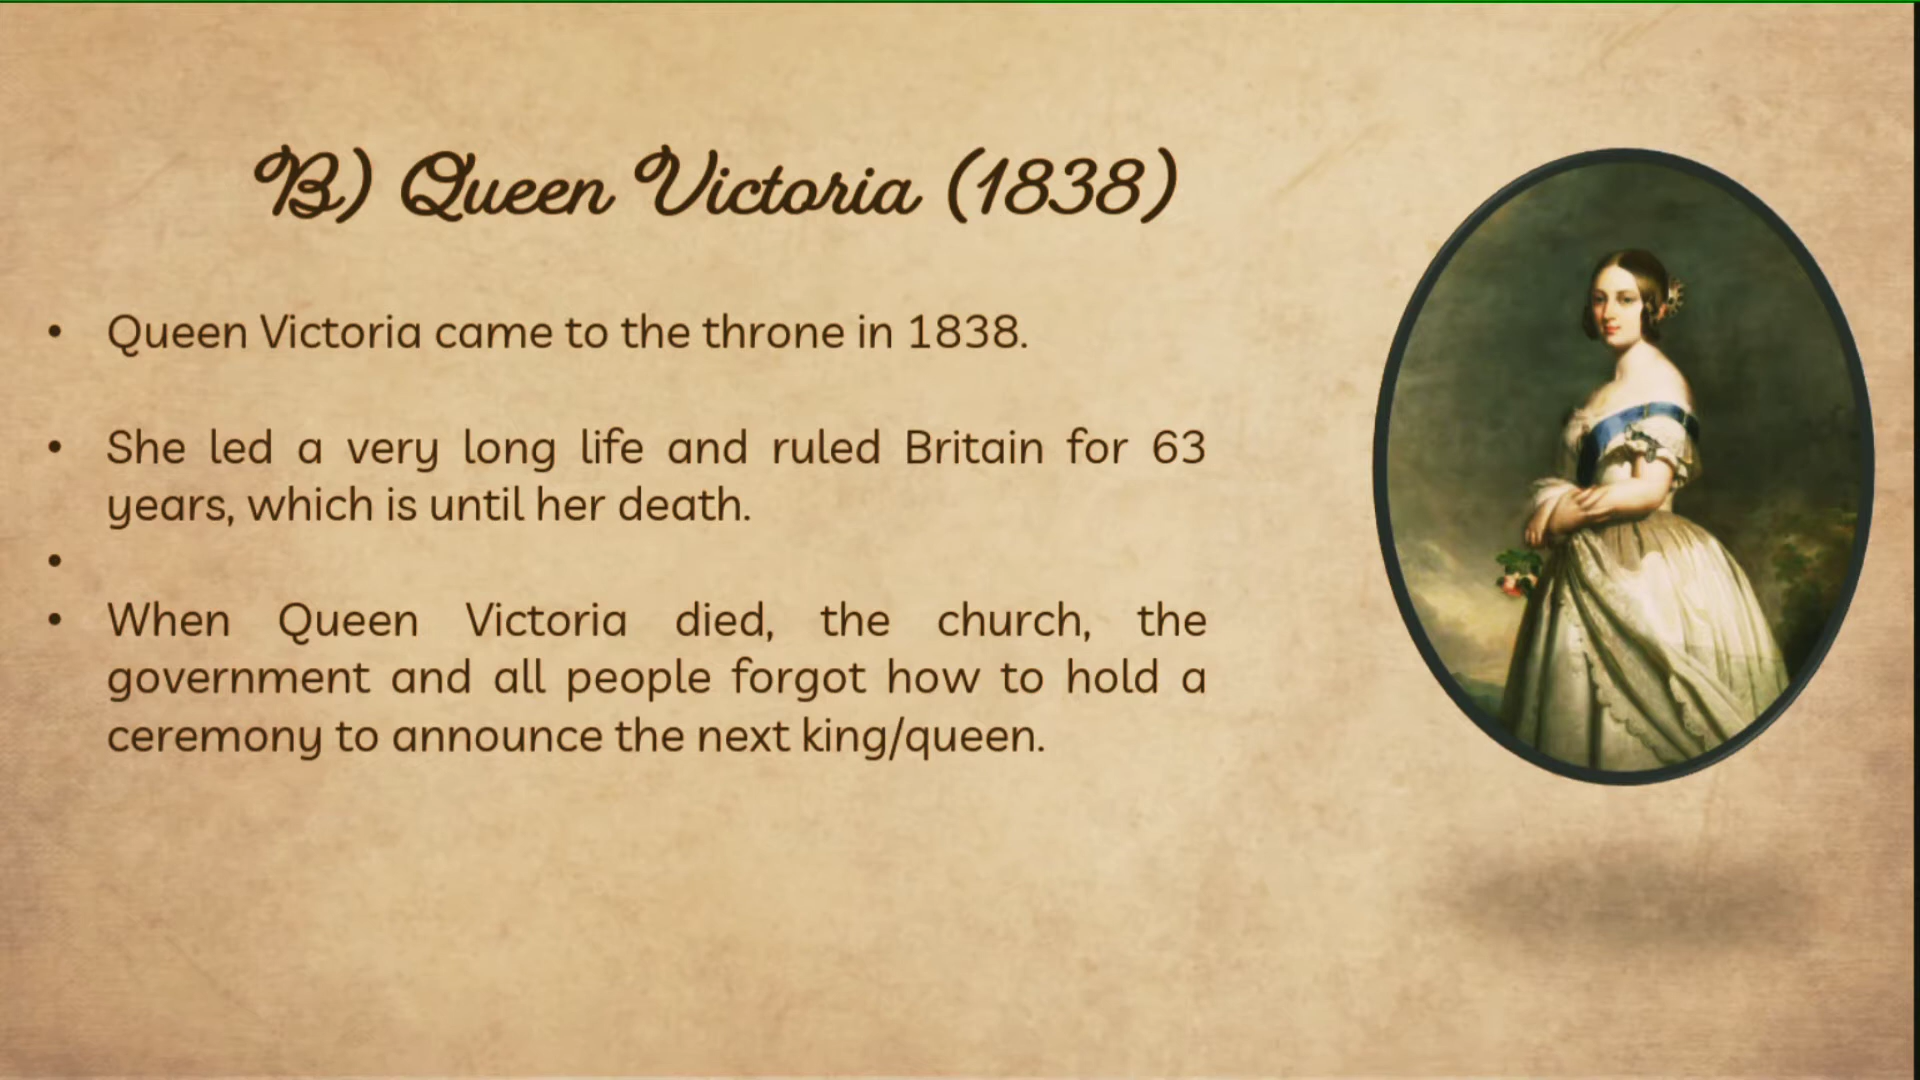 B) Queen Victoria (1838)
• Queen Victoria came to the throne in 1838.
• She led a very long life and ruled Britain for 63
years, which is until her death.
•
• When Queen Victoria died, the church, the
government and all people forgot how to hold a
ceremony to announce the next king/queen.